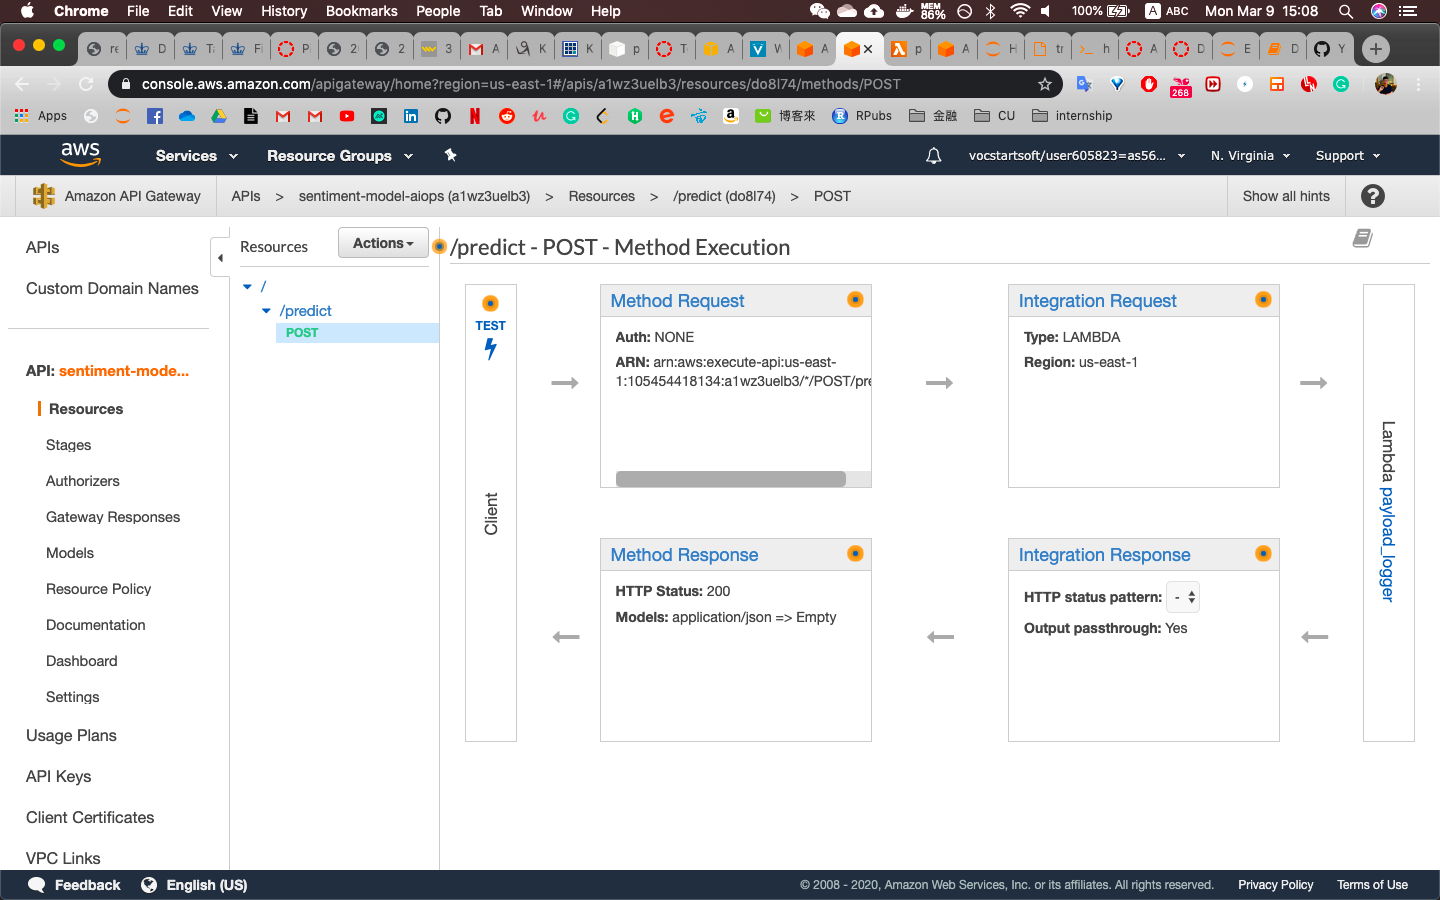 Chrome File Edit View History Bookmarks People Tab Window Help MEM 86% 100% A ABC Mon Mar 9 15:08
re D T Fi P 2 2 3 A K K p T A V A × p A H tr h A D E D Y +
console.aws.amazon.com/apigateway/home?region=us-east-1#/apis/a1wz3uelb3/resources/do8l74/methods/POST
268
Apps 博客來 RPubs 金融 CU internship
aws Services Resource Groups vocstartsoft/user605823=as56... N. Virginia Support
Amazon API Gateway APIs > sentiment-model-aiops (a1wz3uelb3) > Resources > /predict (do8l74) > POST Show all hints ?
APIs
Custom Domain Names
API: sentiment-mode...
Resources
Stages
Authorizers
Gateway Responses
Models
Resource Policy
Documentation
Dashboard
Settings
Usage Plans
API Keys
Client Certificates
VPC Links
Resources Actions
/
/predict
POST
/predict - POST - Method Execution
TEST
Client
Method Request
Auth: NONE
ARN: arn:aws:execute-api:us-east-
1:105454418134:a1wz3uelb3/*/POST/pre
Integration Request
Type: LAMBDA
Region: us-east-1
Lambda payload_logger
Method Response
HTTP Status: 200
Models: application/json => Empty
Integration Response
HTTP status pattern: -
Output passthrough: Yes
Feedback English (US) © 2008 - 2020, Amazon Web Services, Inc. or its affiliates. All rights reserved. Privacy Policy Terms of Use